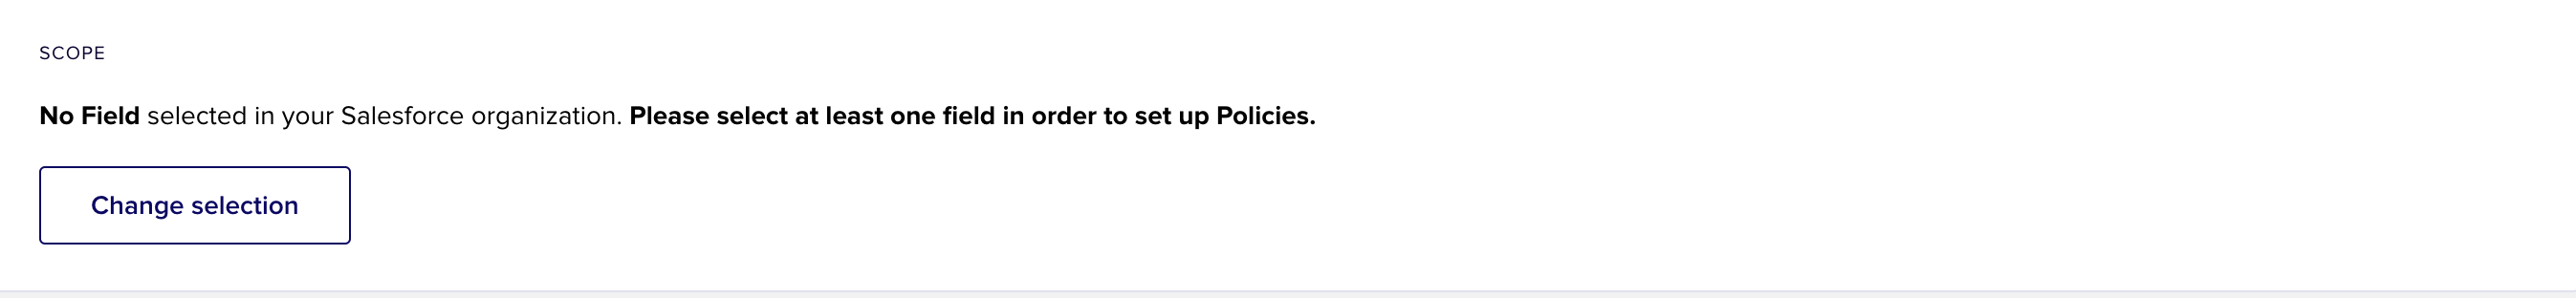 SCOPE
No Field selected in your Salesforce organization. Please select at least one field in order to set up Policies.
Change selection